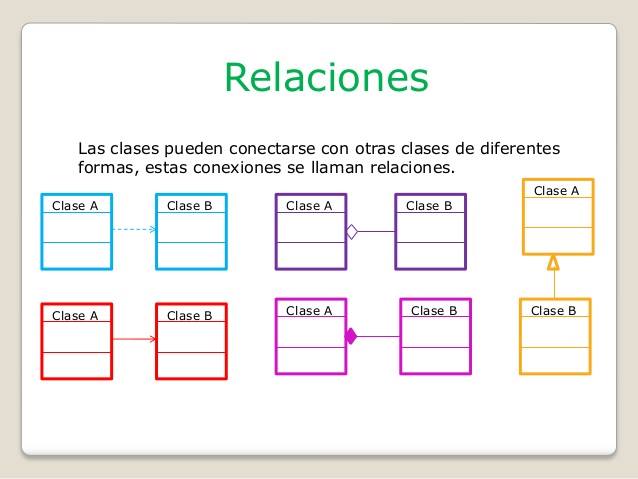 Relaciones
Las clases pueden conectarse con otras clases de diferentes
formas, estas conexiones se llaman relaciones.
Clase A
Clase B
Clase A
Clase B
Clase A
Clase A
Clase B
Clase A
Clase B
Clase B